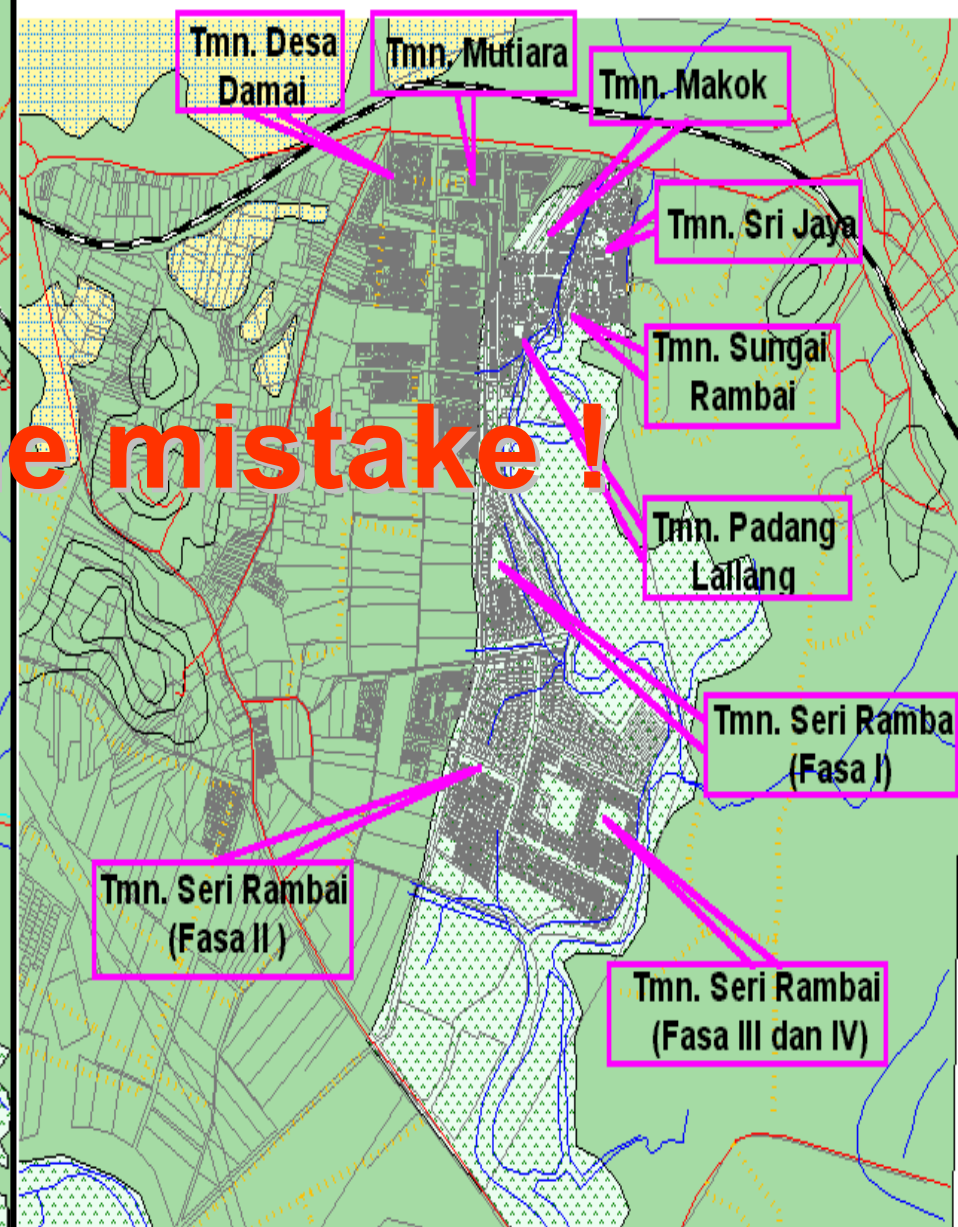 Tmn. Desa
Damai
Tmn. Mutiara
Tmn. Makok
Tmn. Sri Jaya
Tmn. Sungai
Rambai
e mistake !
Tmn. Padang
Lallang
Tmn. Seri Ramba
(Fasa I)
Tmn. Seri Rambai
(Fasa II )
Tmn. Seri Rambai
(Fasa III dan IV)